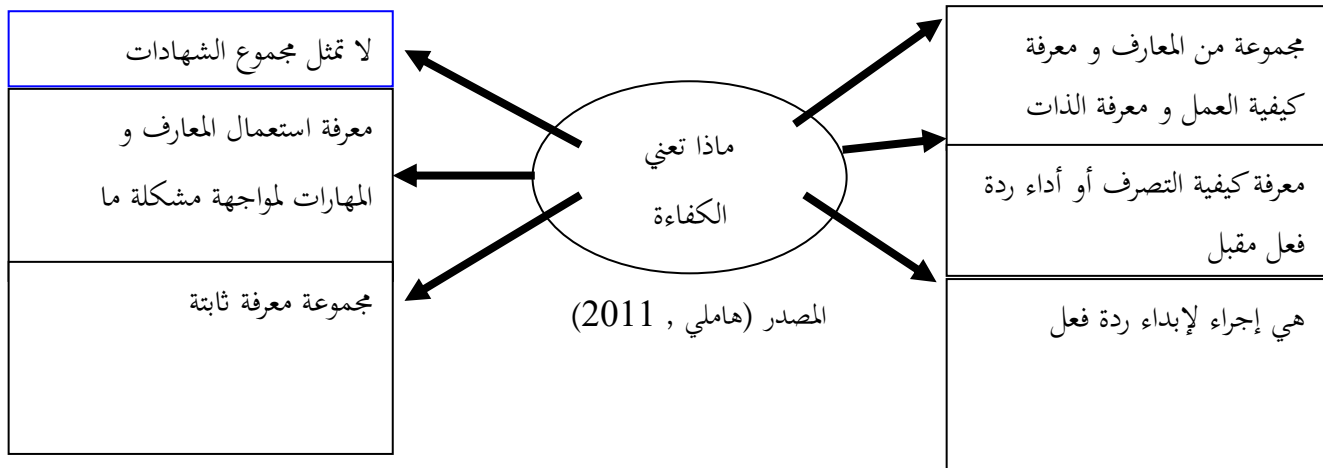 مجموعة من المعارف و معرفة
كيفية العمل و معرفة الذات
معرفة كيفية التصرف أو أداء ردة
فعل مقبل
هي إجراء لإبداء ردة فعل
ماذا تعني
الكفاءة
المصدر (هاملي , 2011)
لا تمثل مجموع الشهادات
معرفة استعمال المعارف و
المهارات لمواجهة مشكلة ما
مجموعة معرفة ثابتة